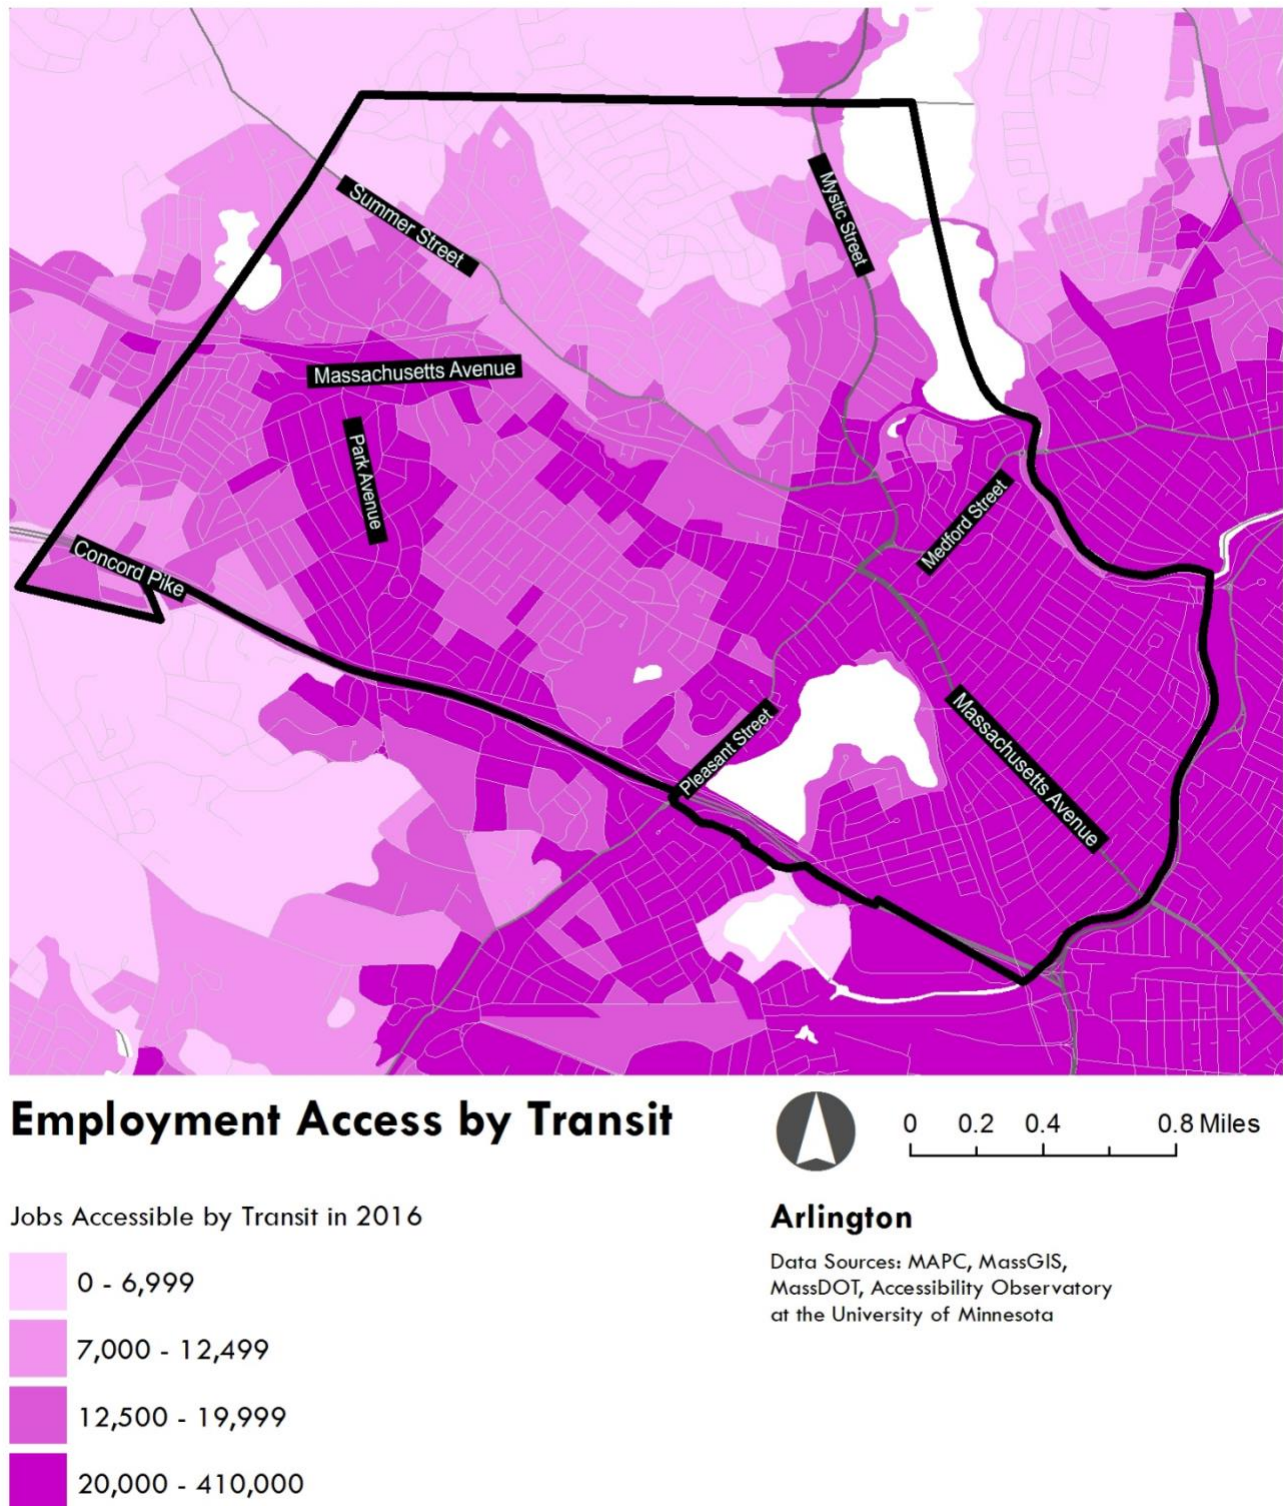 Summer Street
Mystic Street
Massachusetts Avenue
Park Avenue
Medford Street
Concord Pike
Pleasant Street
Massachusetts Avenue
Employment Access by Transit
0 0.2 0.4 0.8 Miles
Jobs Accessible by Transit in 2016
0 - 6,999
7,000 - 12,499
12,500 - 19,999
20,000 - 410,000
Arlington
Data Sources: MAPC, MassGIS,
MassDOT, Accessibility Observatory
at the University of Minnesota